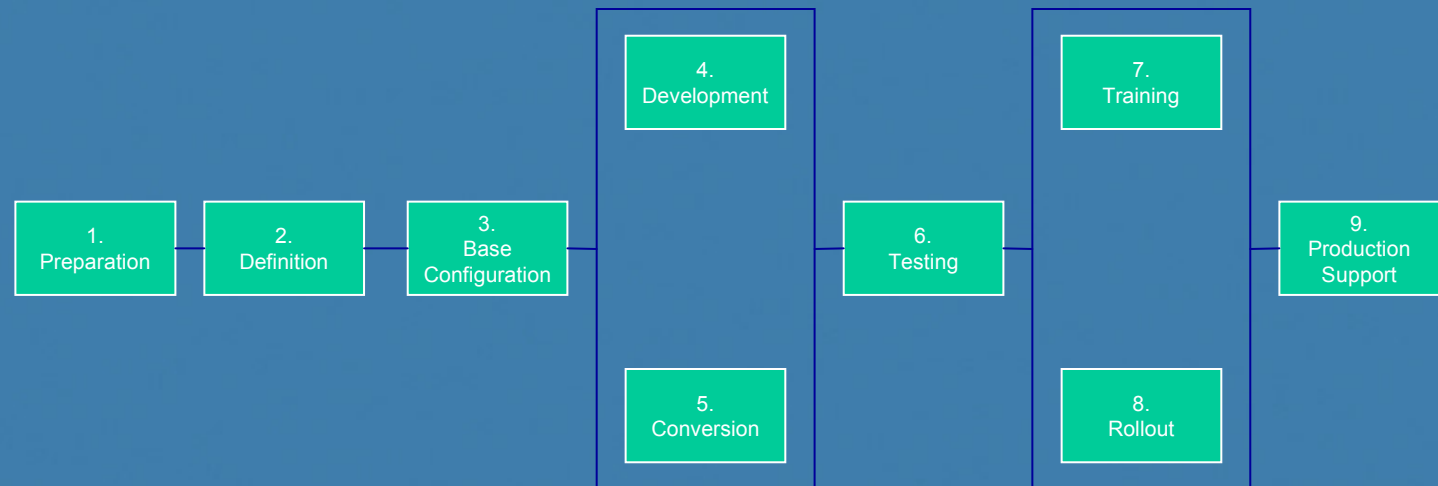 1.
Preparation
2.
Definition
3.
Base
Configuration
4.
Development
5.
Conversion
6.
Testing
7.
Training
8.
Rollout
9.
Production
Support